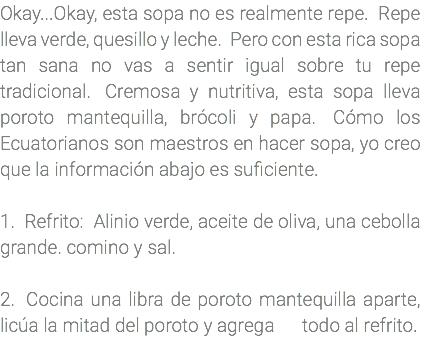 Okay...Okay, esta sopa no es realmente repe. Repe
lleva verde, quesillo y leche. Pero con esta rica sopa
tan sana no vas a sentir igual sobre tu repe
tradicional. Cremosa y nutritiva, esta sopa lleva
poroto mantequilla, brócoli y papa. Cómo los
Ecuatorianos son maestros en hacer sopa, yo creo
que la información abajo es suficiente.
1. Refrito: Alinio verde, aceite de oliva, una cebolla
grande. comino y sal.
2. Cocina una libra de poroto mantequilla aparte,
licúa la mitad del poroto y agrega todo al refrito.